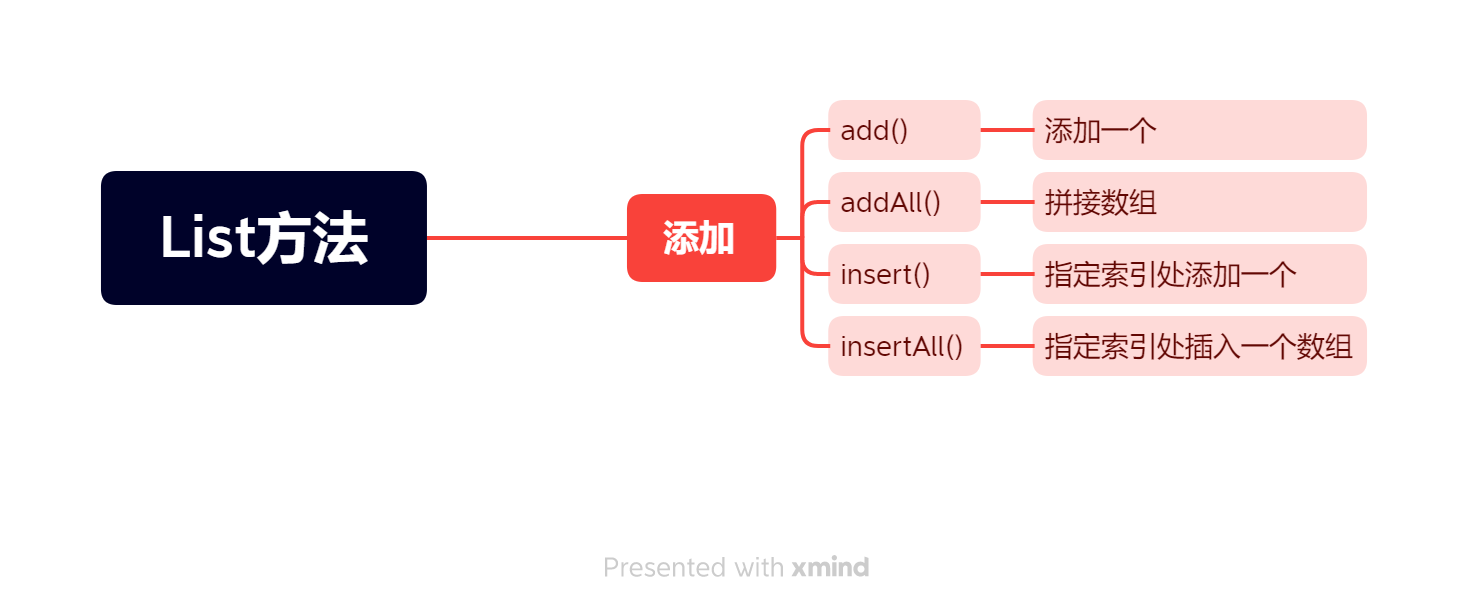 List方法
添加
add()
添加一个
addAll()
拼接数组
insert()
指定索引处添加一个
insertAll()
指定索引处插入一个数组
Presented with xmind